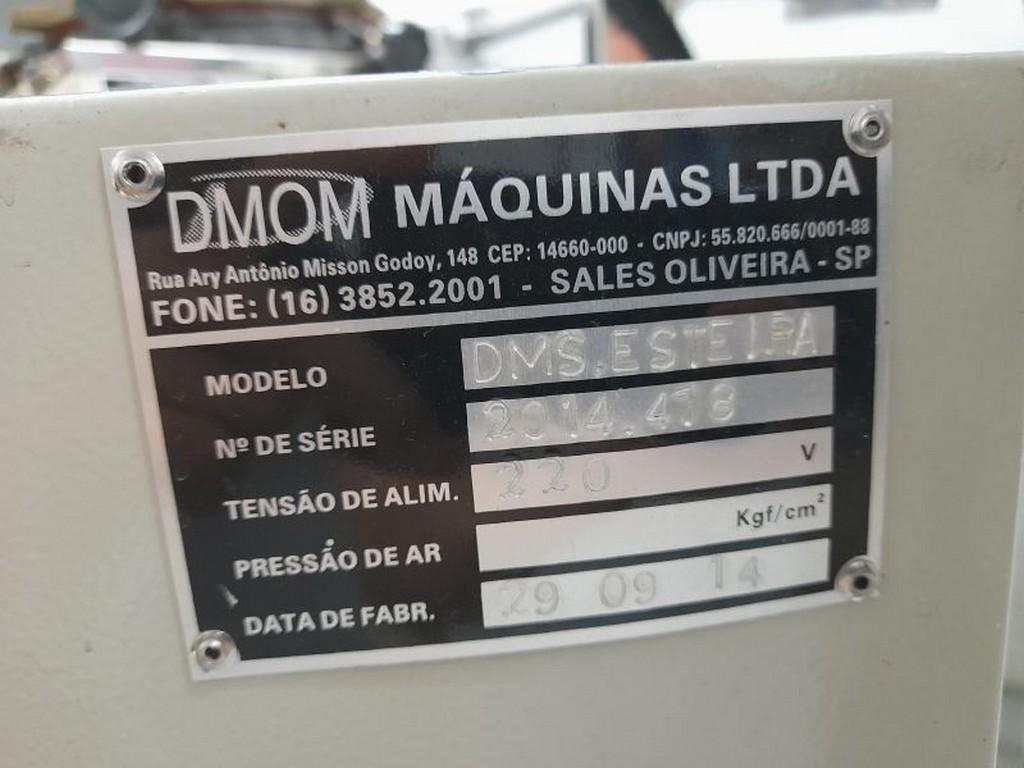 DMOM MÁQUINAS LTDA
Rua Ary Antônio Misson Godoy, 148 CEP: 14660-000 - CNPJ: 55.820.666/0001-88
FONE: (16) 3852.2001 - SALES OLIVEIRA - SP
MODELO DMS.ESTEIRA
Nº DE SÉRIE 2014.478
TENSÃO DE ALIM. 220 V
PRESSÃO DE AR Kgf/cm²
DATA DE FABR. 29 09 14